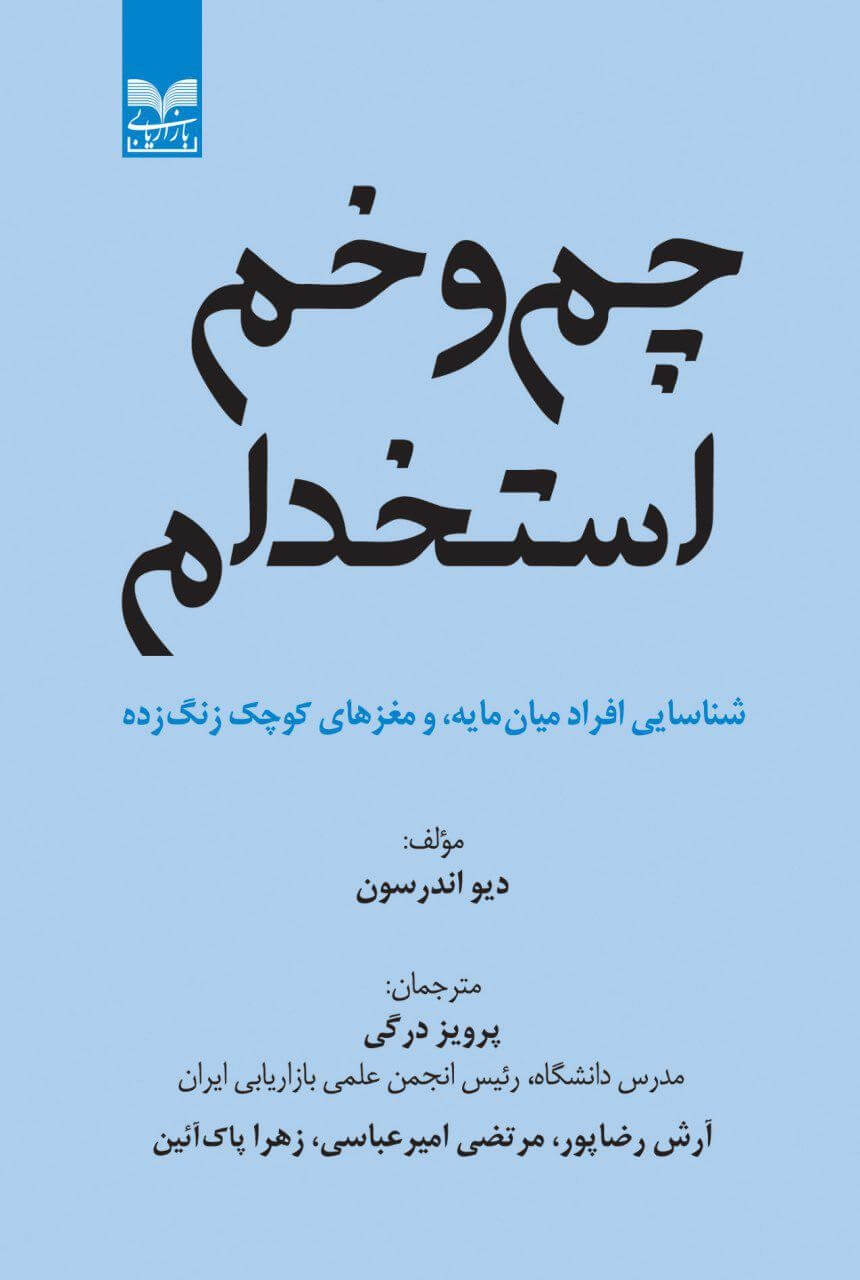 بازاریابی
چم و خم
استخدام
شناسایی افراد میان‌مایه، و مغزهای کوچک زنگ‌زده
مؤلف:
دیو اندرسون
مترجمان:
پرویز درگی
مدرس دانشگاه، رئیس انجمن علمی بازاریابی ایران
آرش رضاپور، مرتضی امیرعباسی، زهرا پاک‌آئین